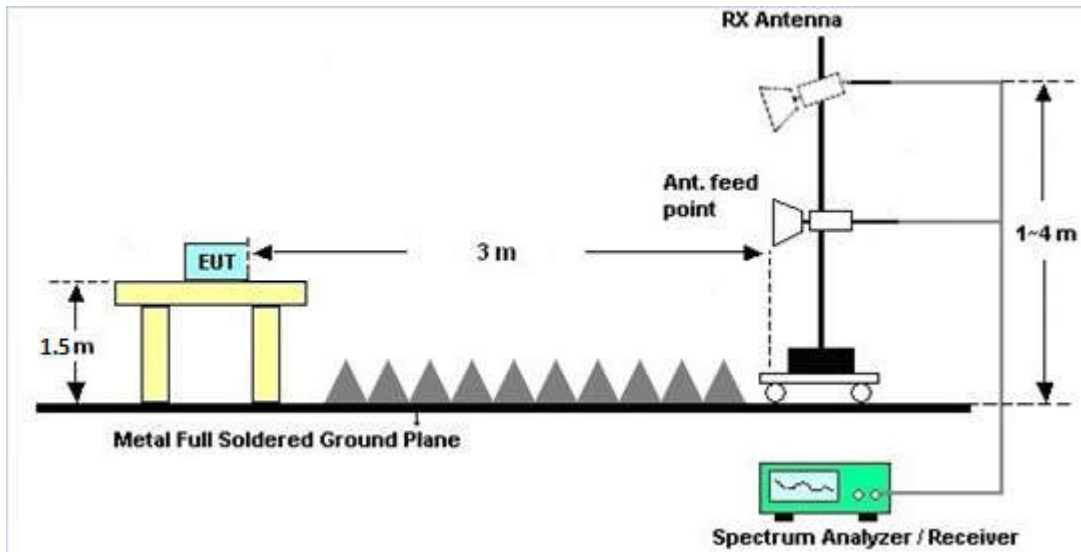 RX Antenna
Ant. feed
point
1~4 m
3 m
EUT
1.5 m
Metal Full Soldered Ground Plane
Spectrum Analyzer / Receiver